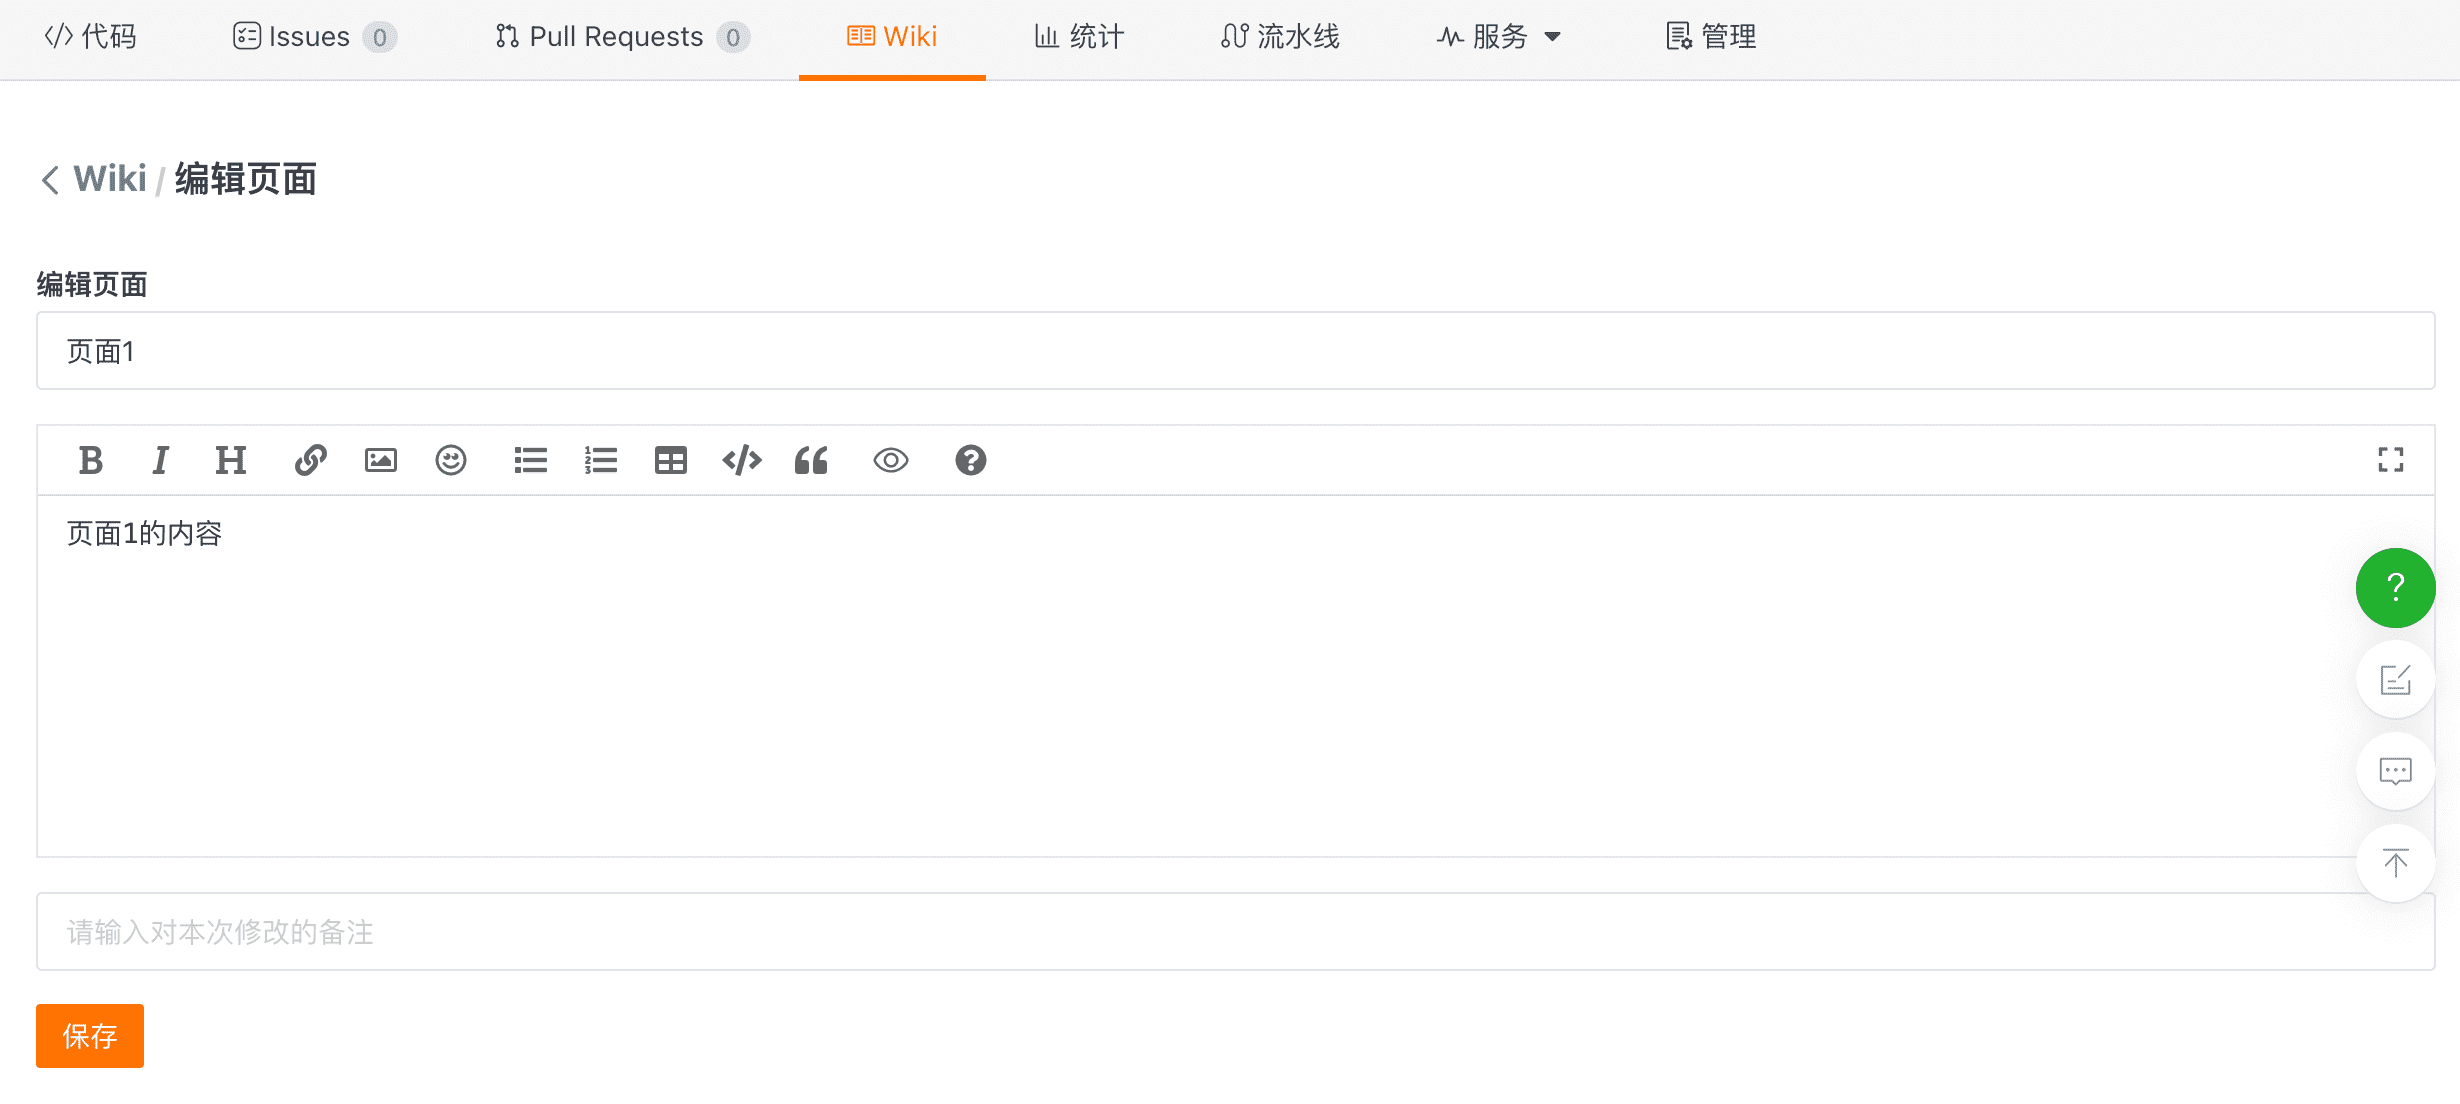 代码 Issues 0 Pull Requests 0 Wiki 统计 流水线 服务 管理
Wiki / 编辑页面
编辑页面
页面1
页面1的内容
请输入对本次修改的备注
保存